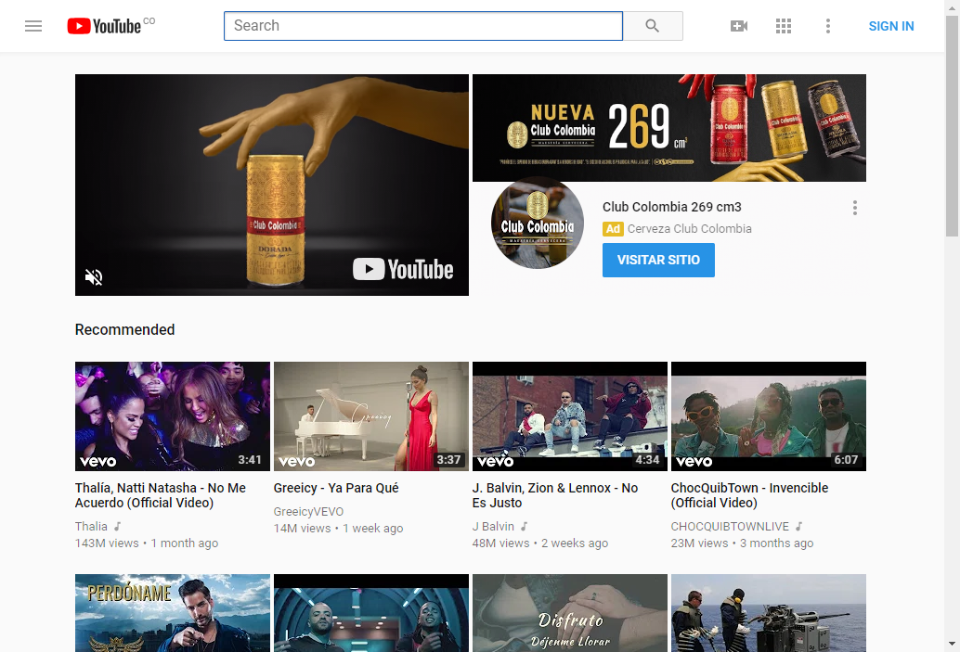 YouTube CO
Search
SIGN IN
Club Colombia
DORADA
YouTube
NUEVA
Club Colombia
269 cm³
Club Colombia
Club Colombia 269 cm3
Ad Cerveza Club Colombia
VISITAR SITIO
Recommended
vevo 3:41
Greeicy
vevo 3:37
vevo 4:34
vevo 6:07
Thalía, Natti Natasha - No Me
Acuerdo (Official Video)
Thalia
143M views • 1 month ago
Greeicy - Ya Para Qué
GreeicyVEVO
14M views • 1 week ago
J. Balvin, Zion & Lennox - No
Es Justo
J Balvin
48M views • 2 weeks ago
ChocQuibTown - Invencible
(Official Video)
CHOCQUIBTOWNLIVE
23M views • 3 months ago
PERDÓNAME
Disfruto
Déjenme Llorar